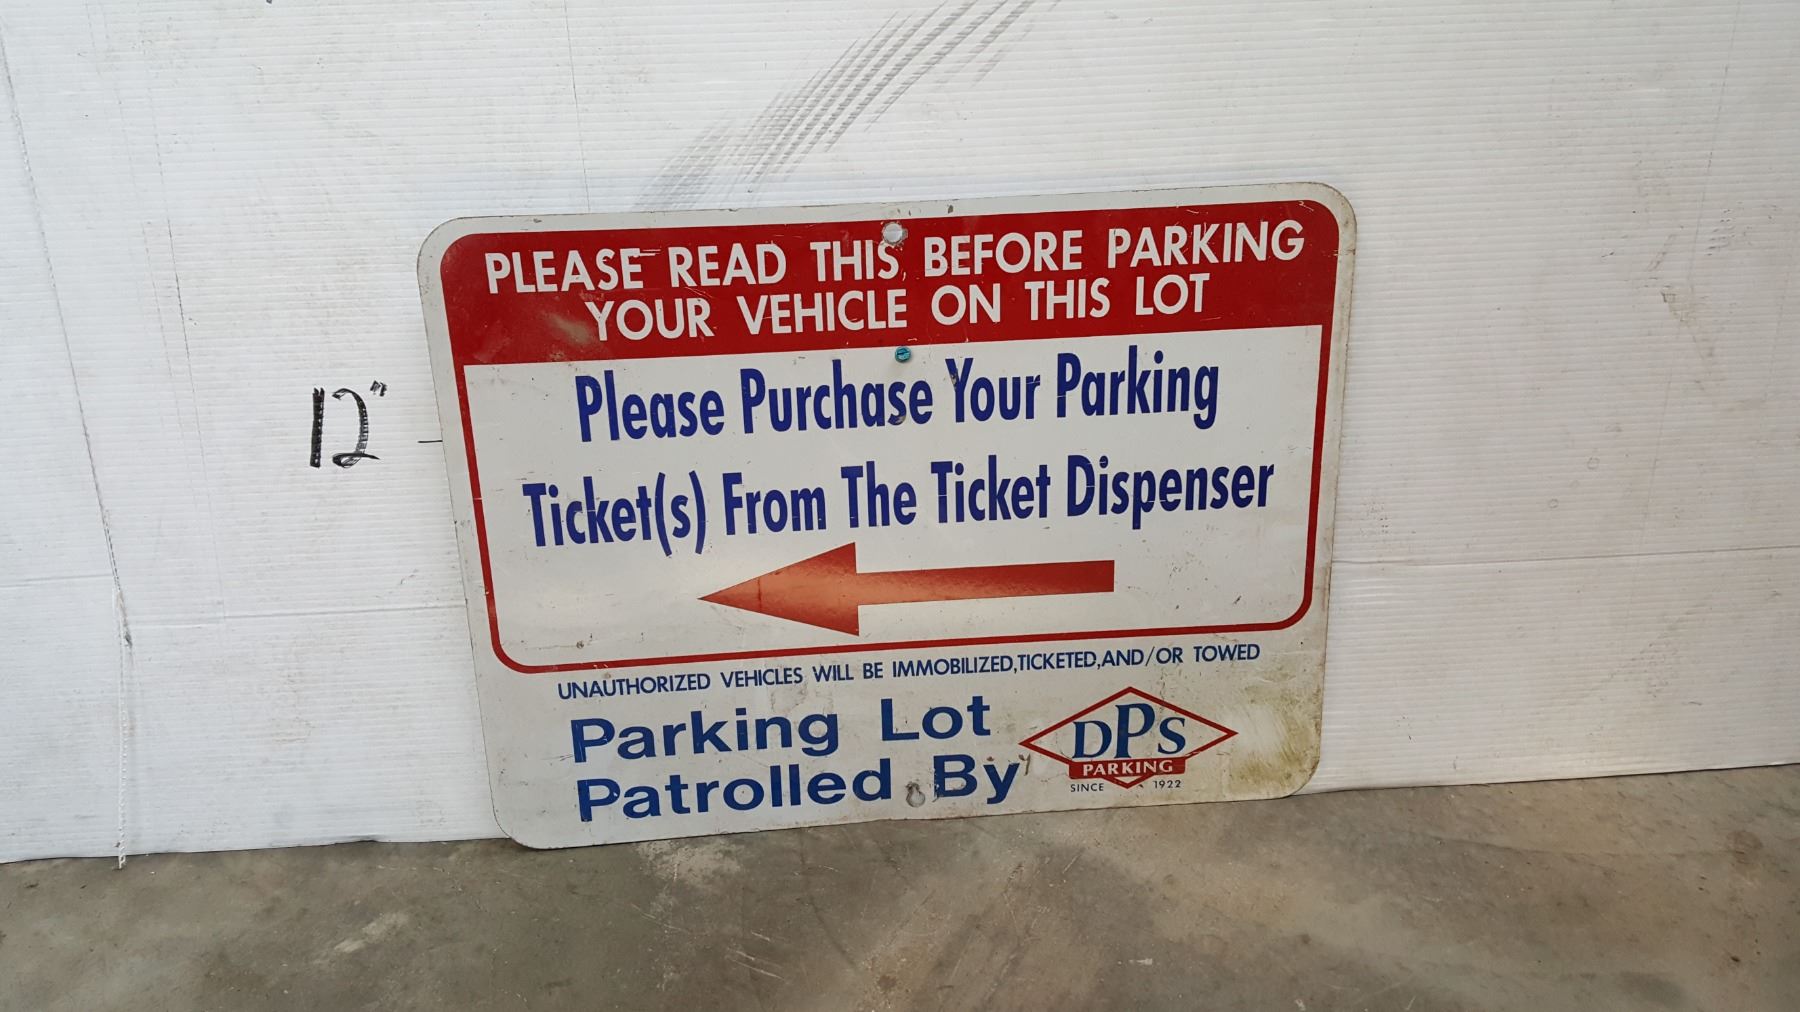 12"
PLEASE READ THIS BEFORE PARKING
YOUR VEHICLE ON THIS LOT
Please Purchase Your Parking
Ticket(s) From The Ticket Dispenser
UNAUTHORIZED VEHICLES WILL BE IMMOBILIZED,TICKETED,AND/OR TOWED
Parking Lot
Patrolled By
DPS
PARKING
SINCE 1922